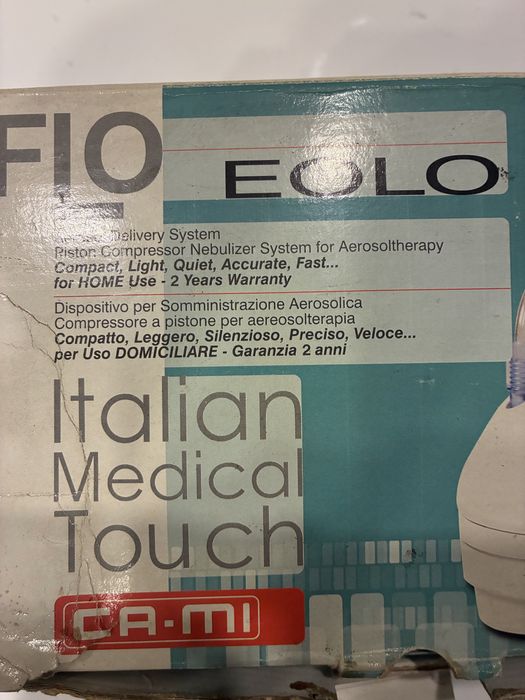 FLO
EOLO
Delivery System
Piston Compressor Nebulizer System for Aerosoltherapy
Compact, Light, Quiet, Accurate, Fast...
for HOME Use - 2 Years Warranty
Dispositivo per Somministrazione Aerosolica
Compressore a pistone per aereosolterapia
Compatto, Leggero, Silenzioso, Preciso, Veloce...
per Uso DOMICILIARE - Garanzia 2 anni
Italian
Medical
Touch
CA-MI